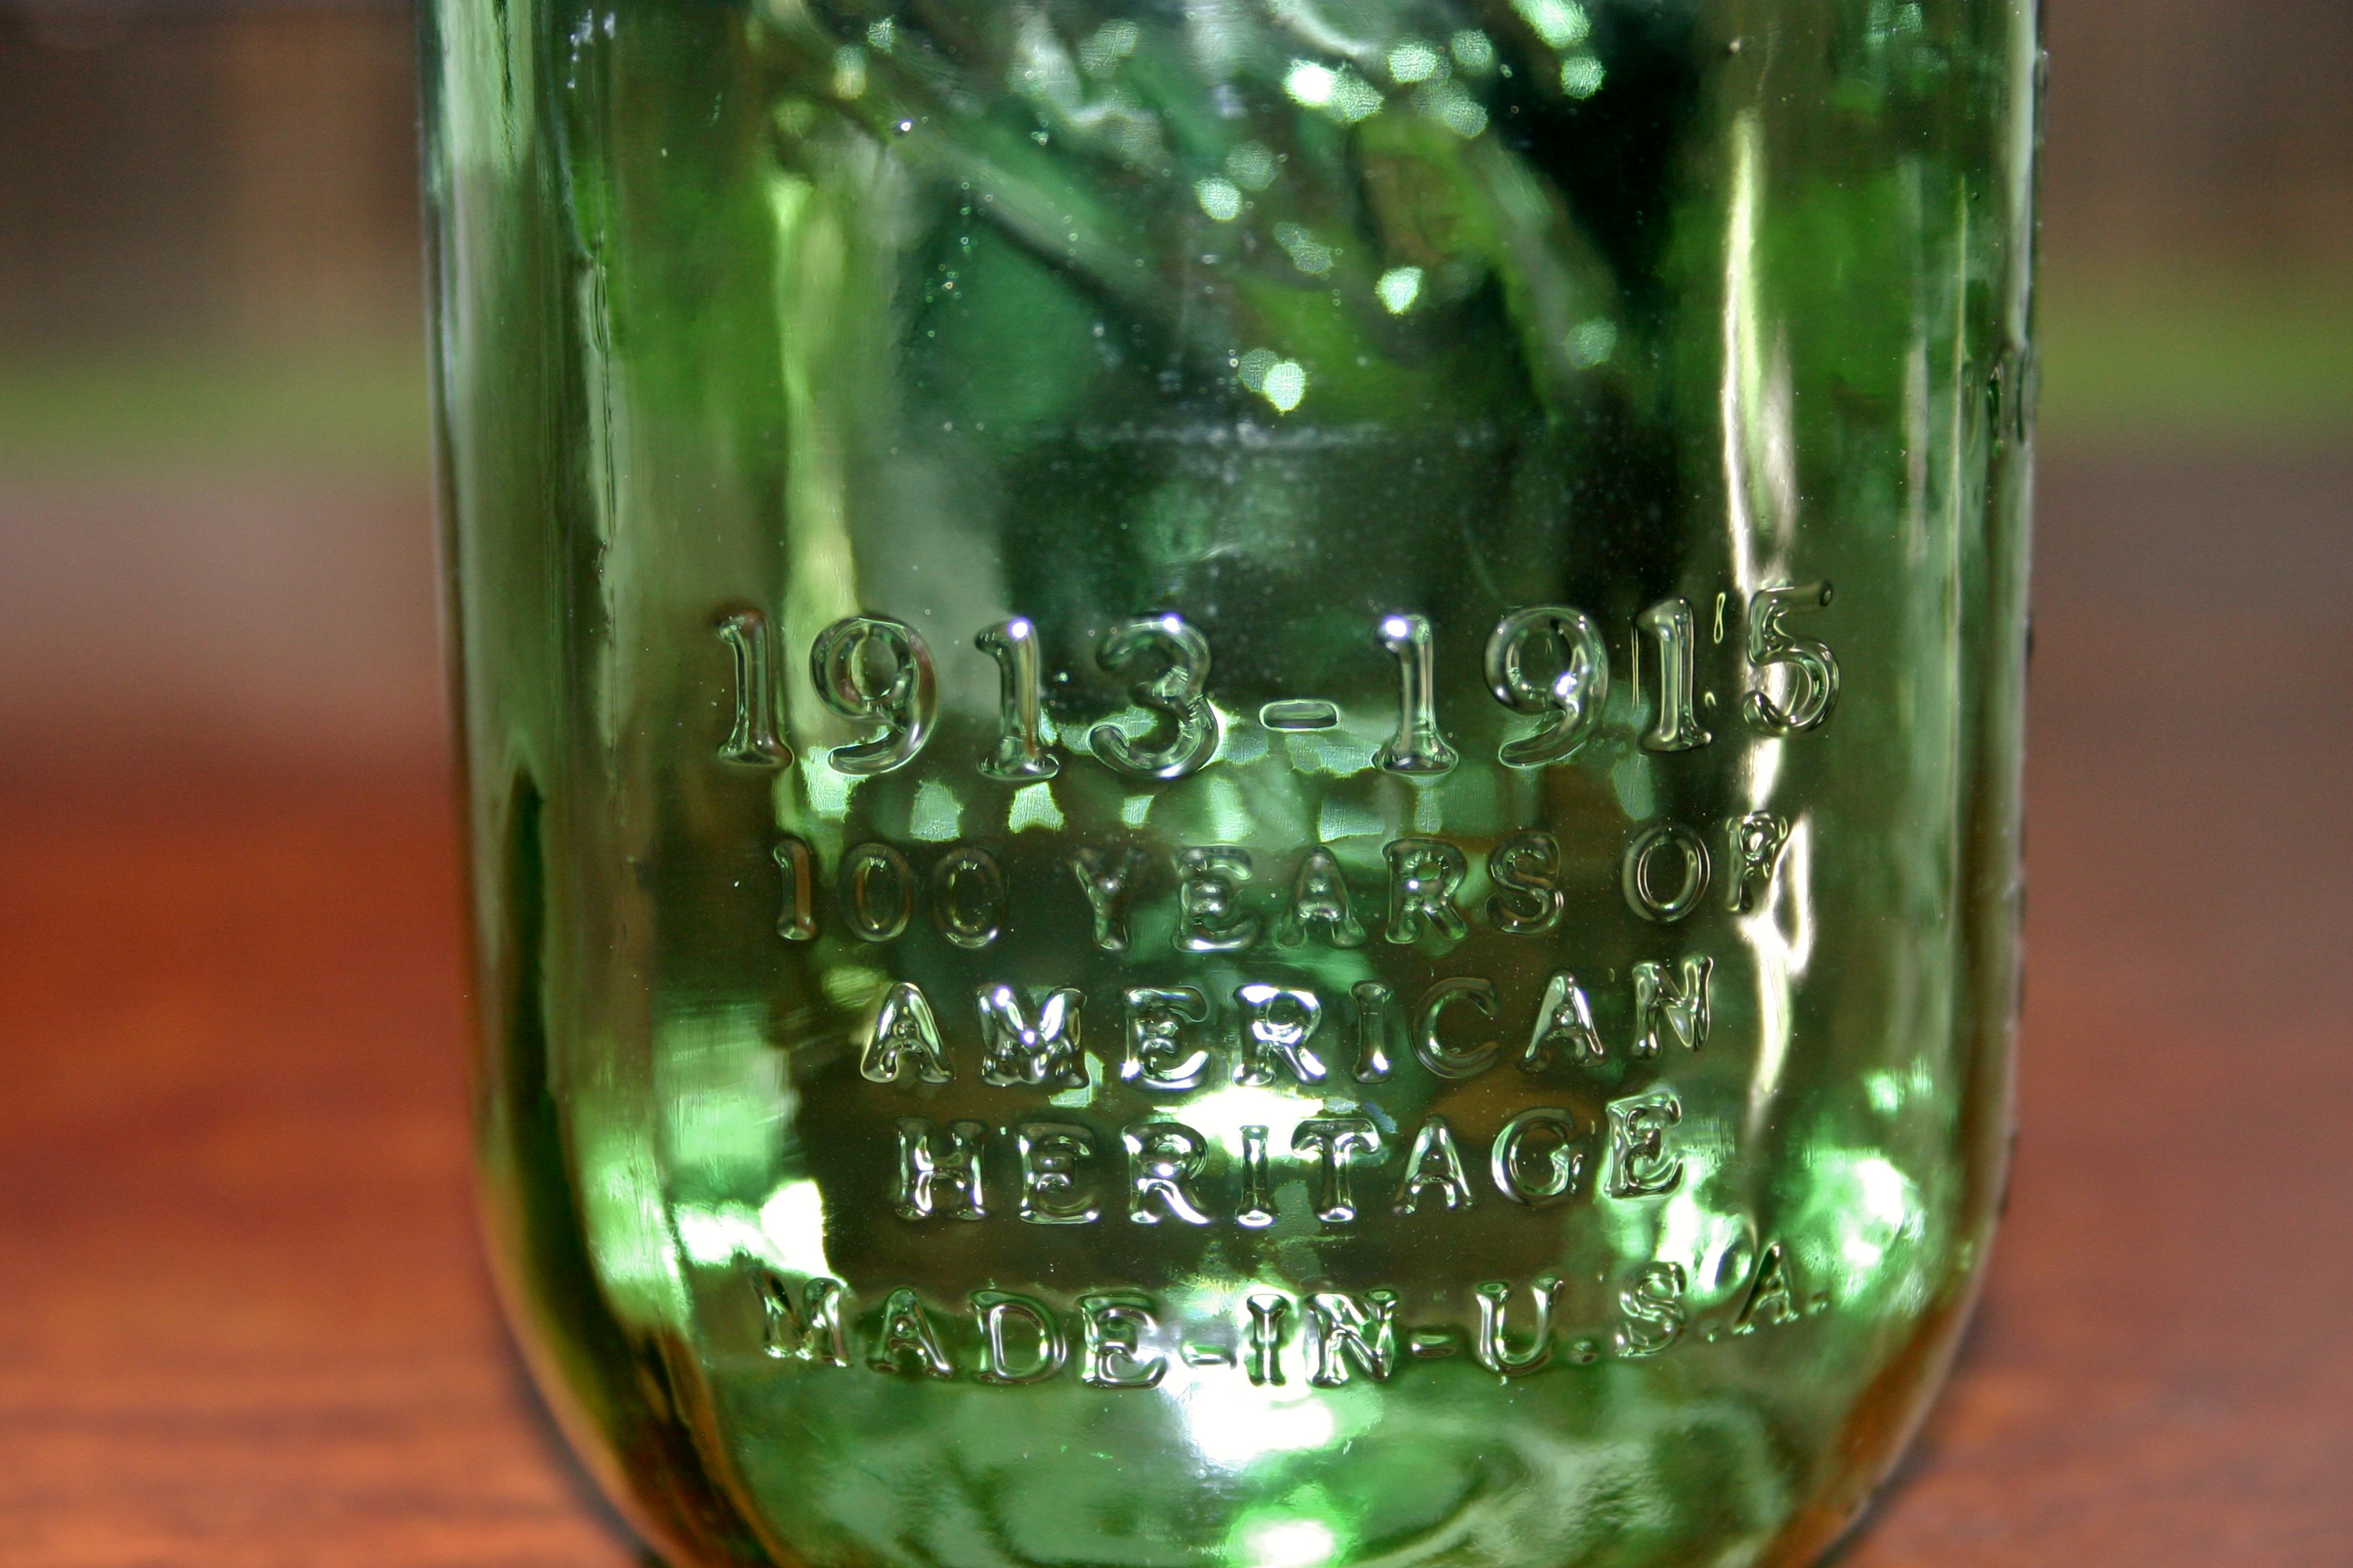 1913-1915
100 YEARS OF
AMERICAN
HERITAGE
MADE-IN-U.S.A.